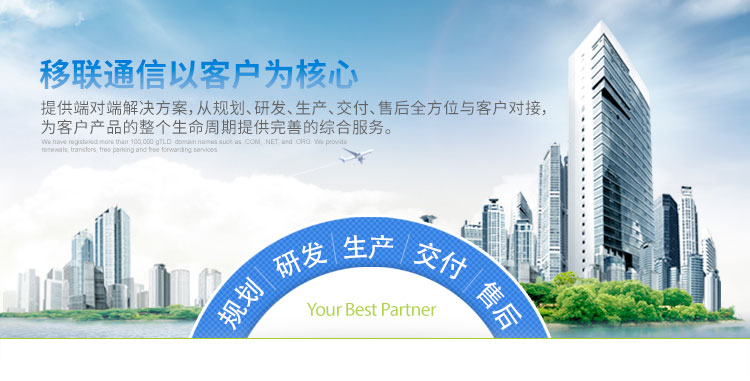 移联通信以客户为核心
提供端对端解决方案，从规划、研发、生产、交付、售后全方位与客户对接，
为客户产品的整个生命周期提供完善的综合服务。
We have registered more than 100,000 gTLD domain names such as .COM, .NET, and .ORG. We provide
renewals, transfers, free parking and free forwarding services.
规划 研发 生产 交付 售后
Your Best Partner